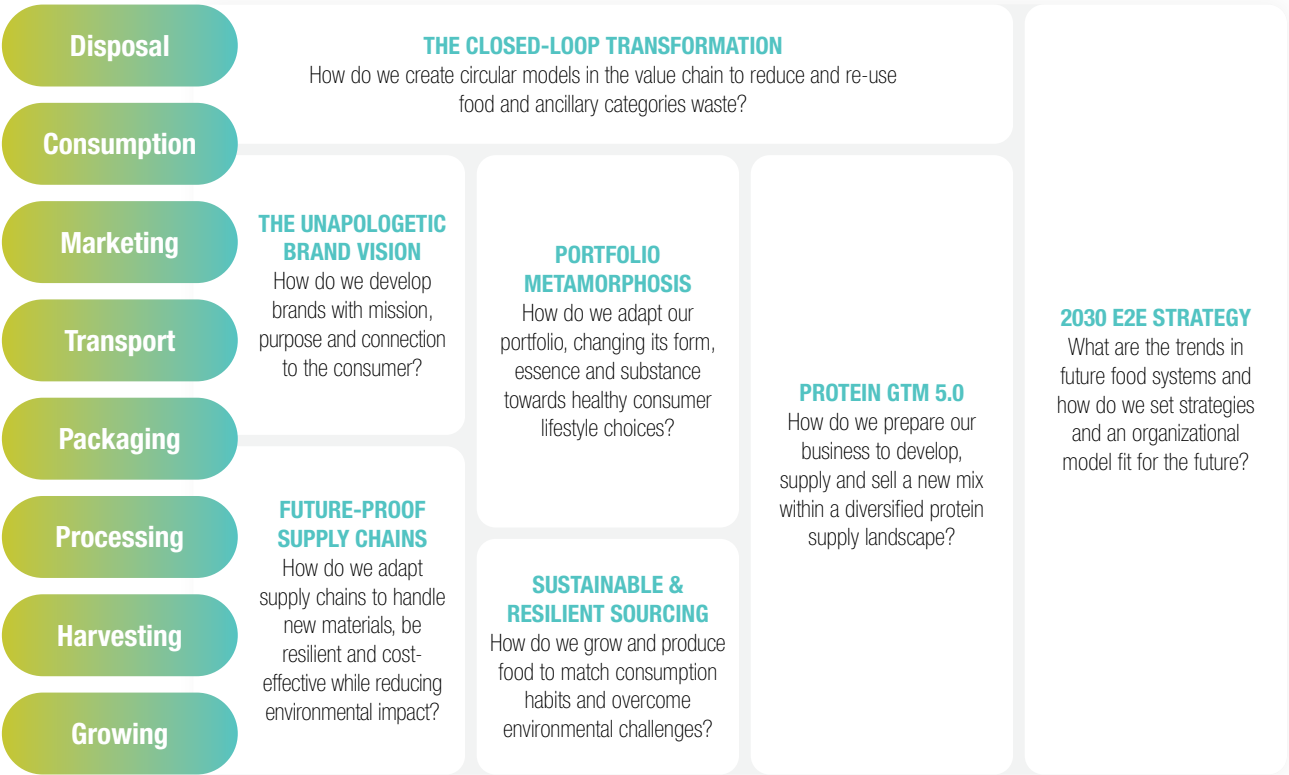 Disposal
Consumption
Marketing
Transport
Packaging
Processing
Harvesting
Growing
THE CLOSED-LOOP TRANSFORMATION
How do we create circular models in the value chain to reduce and re-use
food and ancillary categories waste?
THE UNAPOLOGETIC
BRAND VISION
How do we develop
brands with mission,
purpose and connection
to the consumer?
FUTURE-PROOF
SUPPLY CHAINS
How do we adapt
supply chains to handle
new materials, be
resilient and cost-
effective while reducing
environmental impact?
PORTFOLIO
METAMORPHOSIS
How do we adapt our
portfolio, changing its form,
essence and substance
towards healthy consumer
lifestyle choices?
SUSTAINABLE &
RESILIENT SOURCING
How do we grow and produce
food to match consumption
habits and overcome
environmental challenges?
PROTEIN GTM 5.0
How do we prepare our
business to develop,
supply and sell a new mix
within a diversified protein
supply landscape?
2030 E2E STRATEGY
What are the trends in
future food systems and
how do we set strategies
and an organizational
model fit for the future?